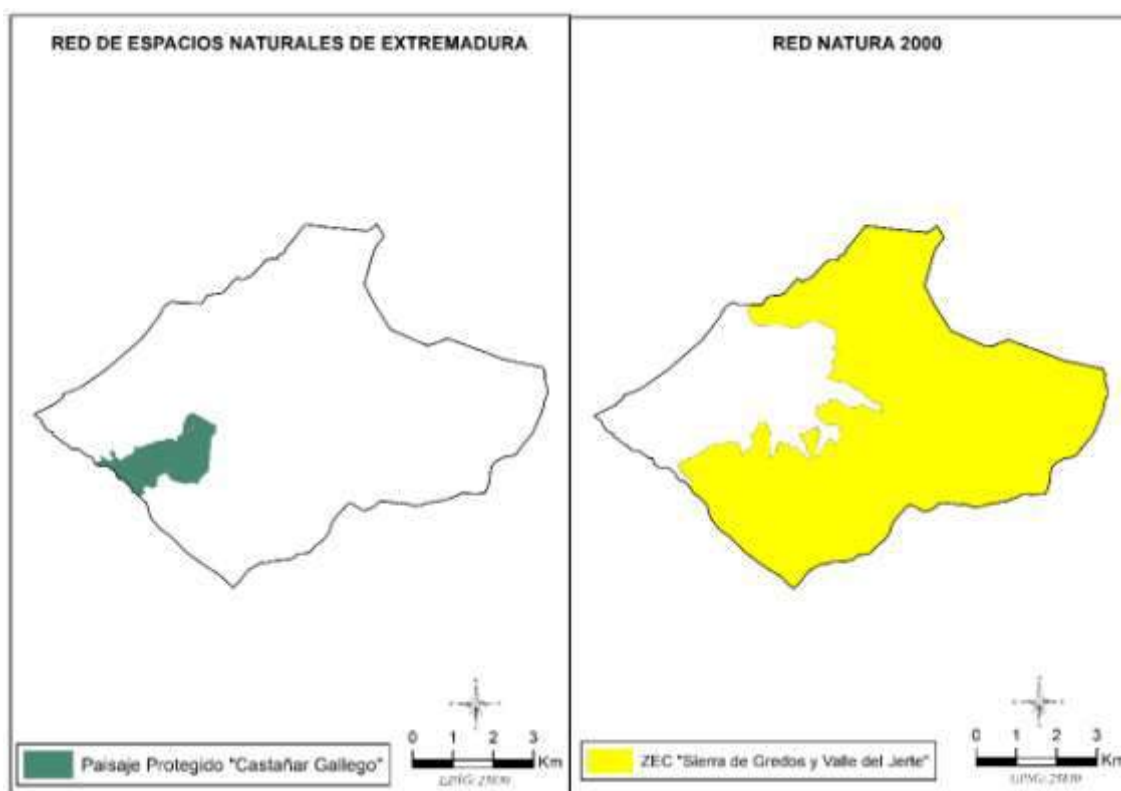 RED DE ESPACIOS NATURALES DE EXTREMADURA
Paisaje Protegido "Castañar Gallego"
0 1 2 3
Km
RED NATURA 2000
ZEC "Sierra de Gredos y Valle del Jerte"
0 1 2 3
Km